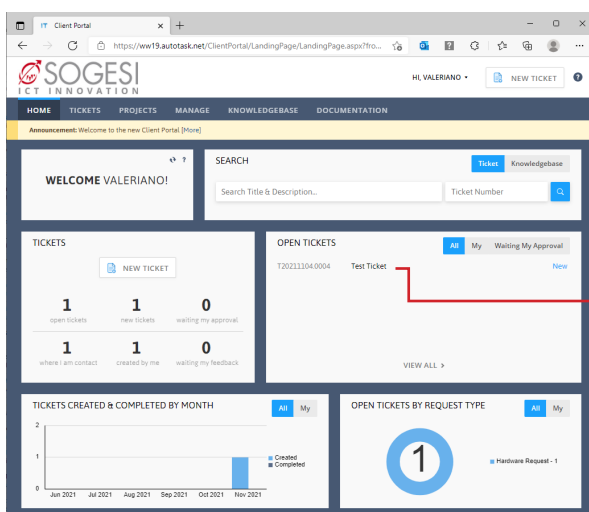 IT Client Portal
https://ww19.autotask.net/ClientPortal/LandingPage/LandingPage.aspx?fro...
SOGESI
ICT INNOVATION
HI, VALERIANO
NEW TICKET
HOME TICKETS PROJECTS MANAGE KNOWLEDGEBASE DOCUMENTATION
Announcement: Welcome to the new Client Portal [More]
WELCOME VALERIANO!
SEARCH
Ticket Knowledgebase
Search Title & Description...
Ticket Number
TICKETS
NEW TICKET
1 1 0
open tickets new tickets waiting my approval
1 1 0
where I am contact created by me waiting my feedback
OPEN TICKETS
All My Waiting My Approval
T20211104.0004 Test Ticket New
VIEW ALL >
TICKETS CREATED & COMPLETED BY MONTH
All My
2
1
0
Jun 2021 Jul 2021 Aug 2021 Sep 2021 Oct 2021 Nov 2021
Created
Completed
OPEN TICKETS BY REQUEST TYPE
All My
1
Hardware Request - 1